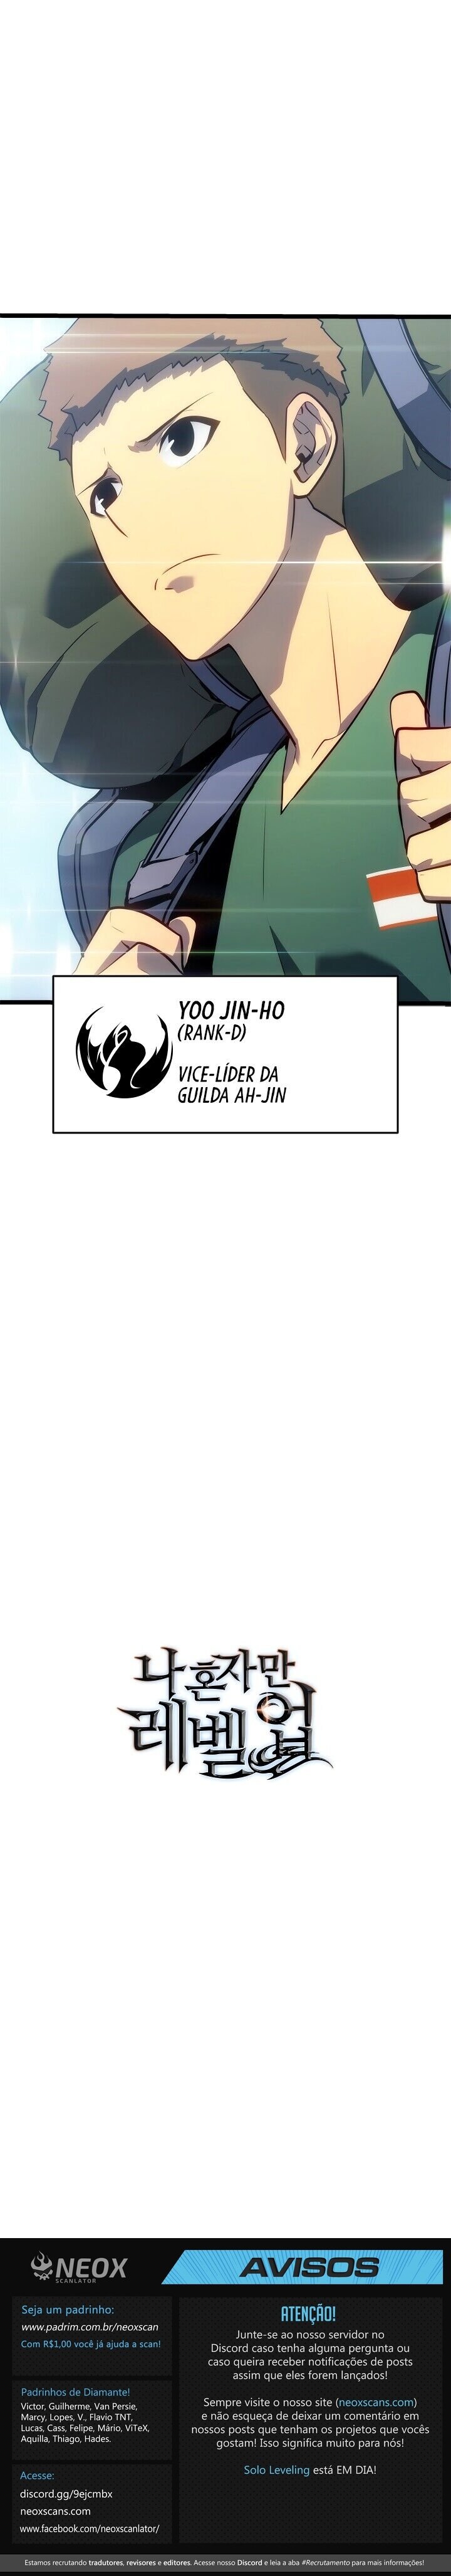 YOO JIN-HO
(RANK-D)
VICE-LÍDER DA
GUILDA AH-JIN
나 혼자만
레벨업
NEOX
SCANLATOR
AVISOS
Seja um padrinho:
www.padrim.com.br/neoxscan
Com R$1,00 você já ajuda a scan!
Padrinhos de Diamante!
Victor, Guilherme, Van Persie,
Marcy, Lopes, V., Flavio TNT,
Lucas, Cass, Felipe, Mário, ViTeX,
Aquilla, Thiago, Hades.
Acesse:
discord.gg/9ejcmbx
neoxscans.com
www.facebook.com/neoxscanlator/
ATENÇÃO!
Junte-se ao nosso servidor no
Discord caso tenha alguma pergunta ou
caso queira receber notificações de posts
assim que eles forem lançados!
Sempre visite o nosso site (neoxscans.com)
e não esqueça de deixar um comentário em
nossos posts que tenham os projetos que vocês
gostam! Isso significa muito para nós!
Solo Leveling está EM DIA!
Estamos recrutando tradutores, revisores e editores. Acesse nosso Discord e leia a aba #Recrutamento para mais informações!